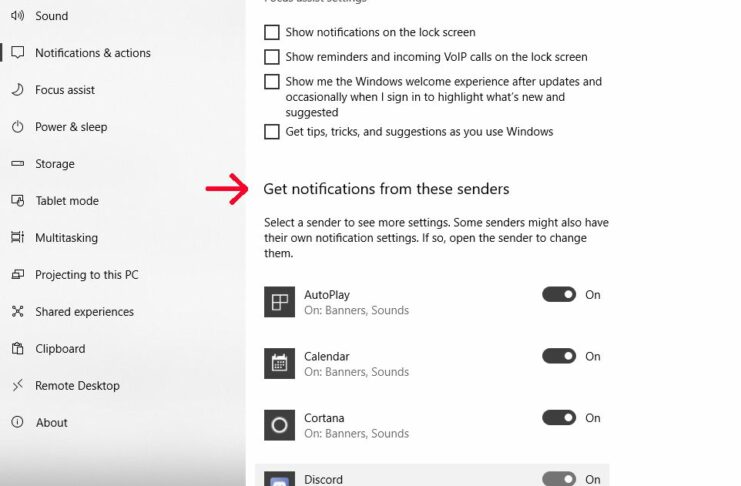 Sound
Notifications & actions
Focus assist
Power & sleep
Storage
Tablet mode
Multitasking
Projecting to this PC
Shared experiences
Clipboard
Remote Desktop
About
Focus assist settings
Show notifications on the lock screen
Show reminders and incoming VoIP calls on the lock screen
Show me the Windows welcome experience after updates and
occasionally when I sign in to highlight what's new and
suggested
Get tips, tricks, and suggestions as you use Windows
Get notifications from these senders
Select a sender to see more settings. Some senders might also have
their own notification settings. If so, open the sender to change
them.
AutoPlay
On: Banners, Sounds
On
Calendar
On: Banners, Sounds
On
Cortana
On: Banners, Sounds
On
Discord
On